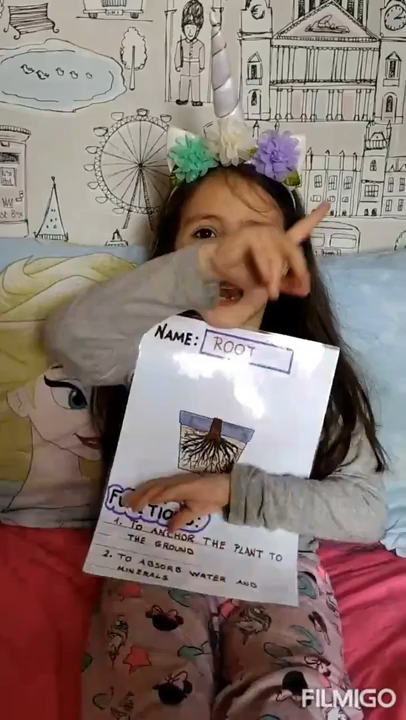 NAME: ROOT
1. TO ANCHOR THE PLANT TO
THE GROUND
2. TO ABSORB WATER AND
MINERALS
FILMIGO